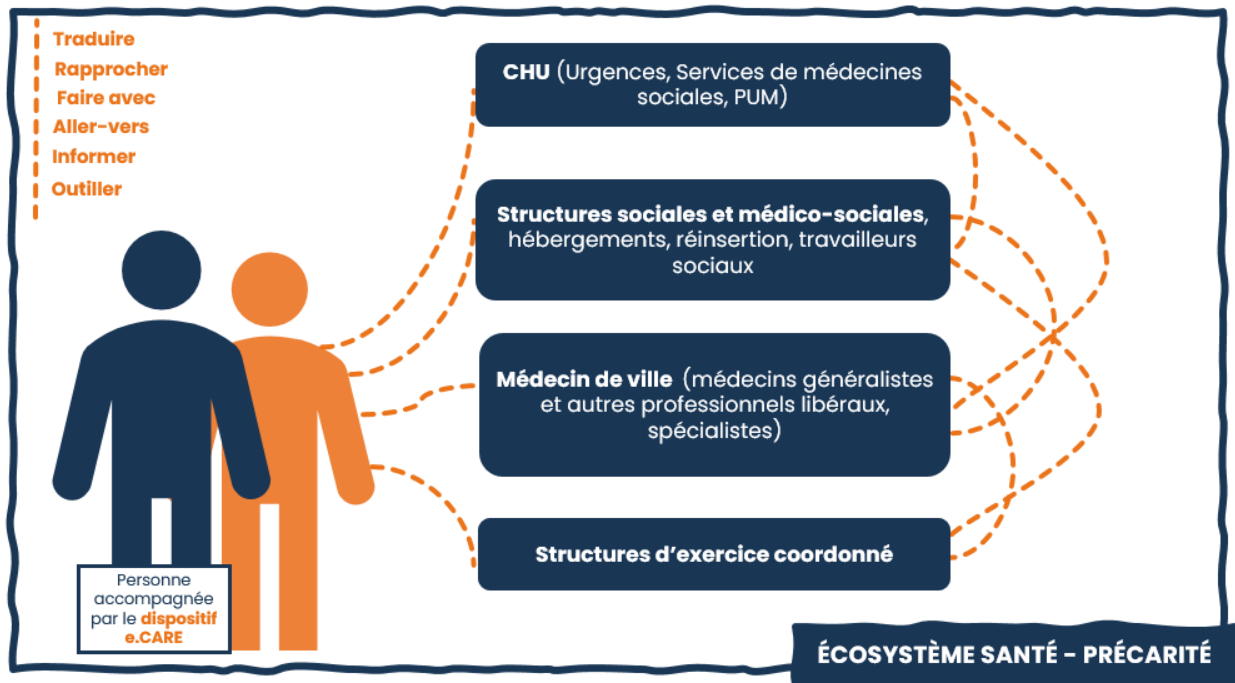 Traduire
Rapprocher
Faire avec
Aller-vers
Informer
Outiller
CHU (Urgences, Services de médecines
sociales, PUM)
Structures sociales et médico-sociales,
hébergements, réinsertion, travailleurs
sociaux
Médecin de ville (médecins généralistes
et autres professionnels libéraux,
spécialistes)
Structures d'exercice coordonné
Personne
accompagnée
par le dispositif
e.CARE
ÉCOSYSTÈME SANTÉ - PRÉCARITÉ